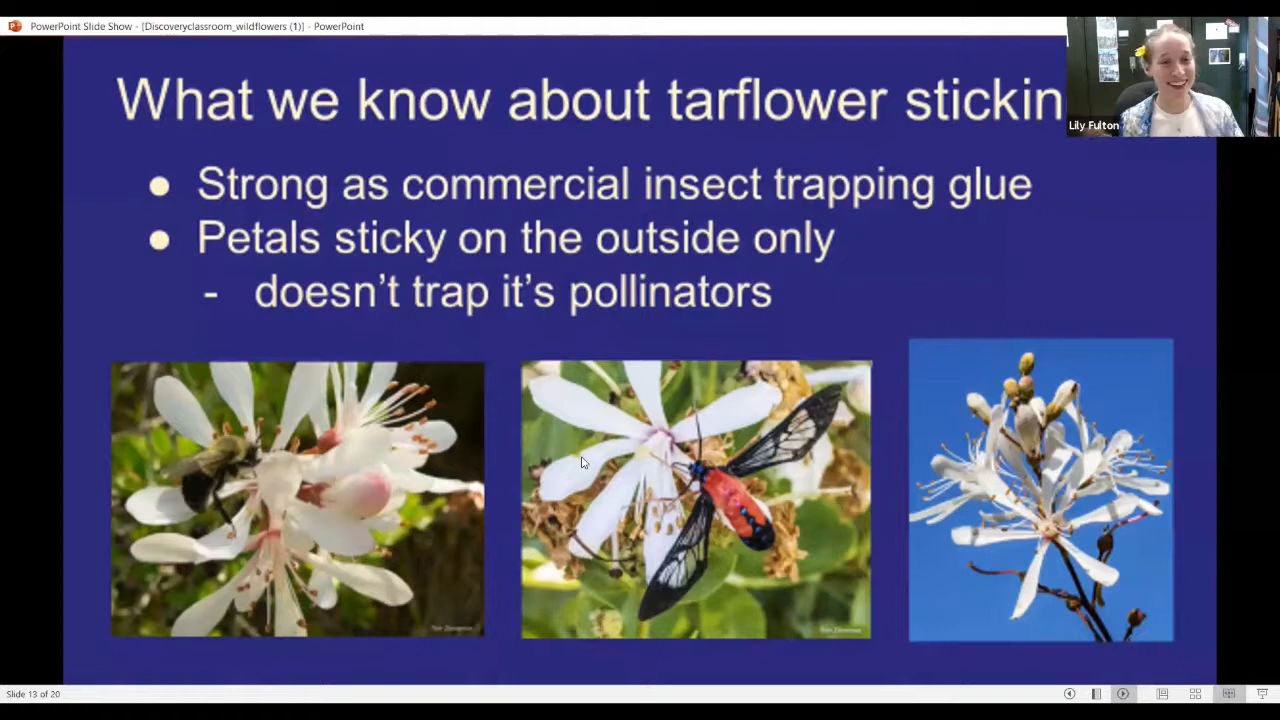 PowerPoint Slide Show - [Discoveryclassroom_wildflowers (1)] - PowerPoint
What we know about tarflower stickin
Lily Fulton
● Strong as commercial insect trapping glue
● Petals sticky on the outside only
- doesn't trap it's pollinators
Slide 13 of 20